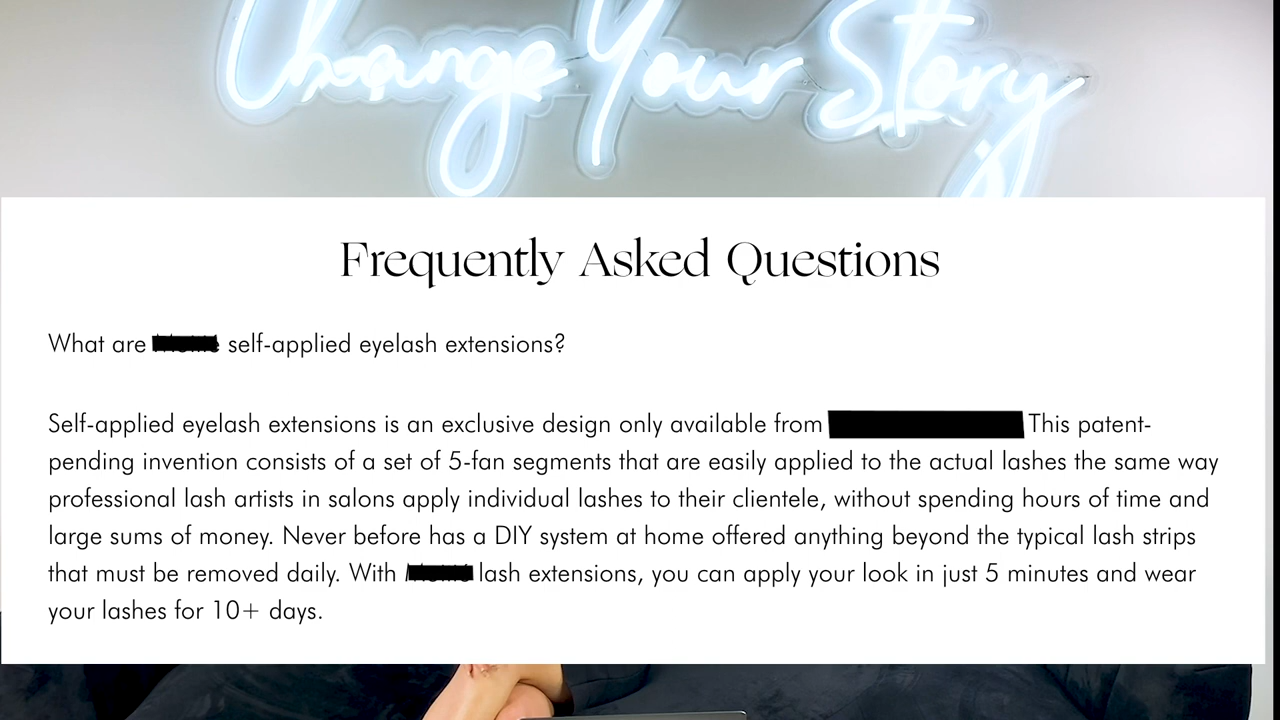 Change Your Story
Frequently Asked Questions
What are self-applied eyelash extensions?
Self-applied eyelash extensions is an exclusive design only available from This patent-
pending invention consists of a set of 5-fan segments that are easily applied to the actual lashes the same way
professional lash artists in salons apply individual lashes to their clientele, without spending hours of time and
large sums of money. Never before has a DIY system at home offered anything beyond the typical lash strips
that must be removed daily. With lash extensions, you can apply your look in just 5 minutes and wear
your lashes for 10+ days.